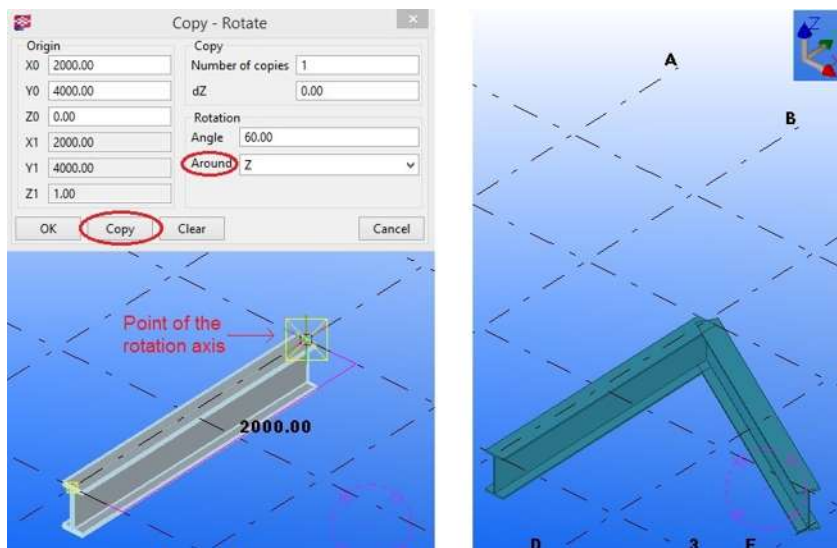 Copy - Rotate
Origin
X0 2000.00
Y0 4000.00
Z0 0.00
X1 2000.00
Y1 4000.00
Z1 1.00
Copy
Number of copies 1
dZ 0.00
Rotation
Angle 60.00
Around Z
OK Copy Clear Cancel
Point of the
rotation axis
2000.00
Z
A
B
D 3 E